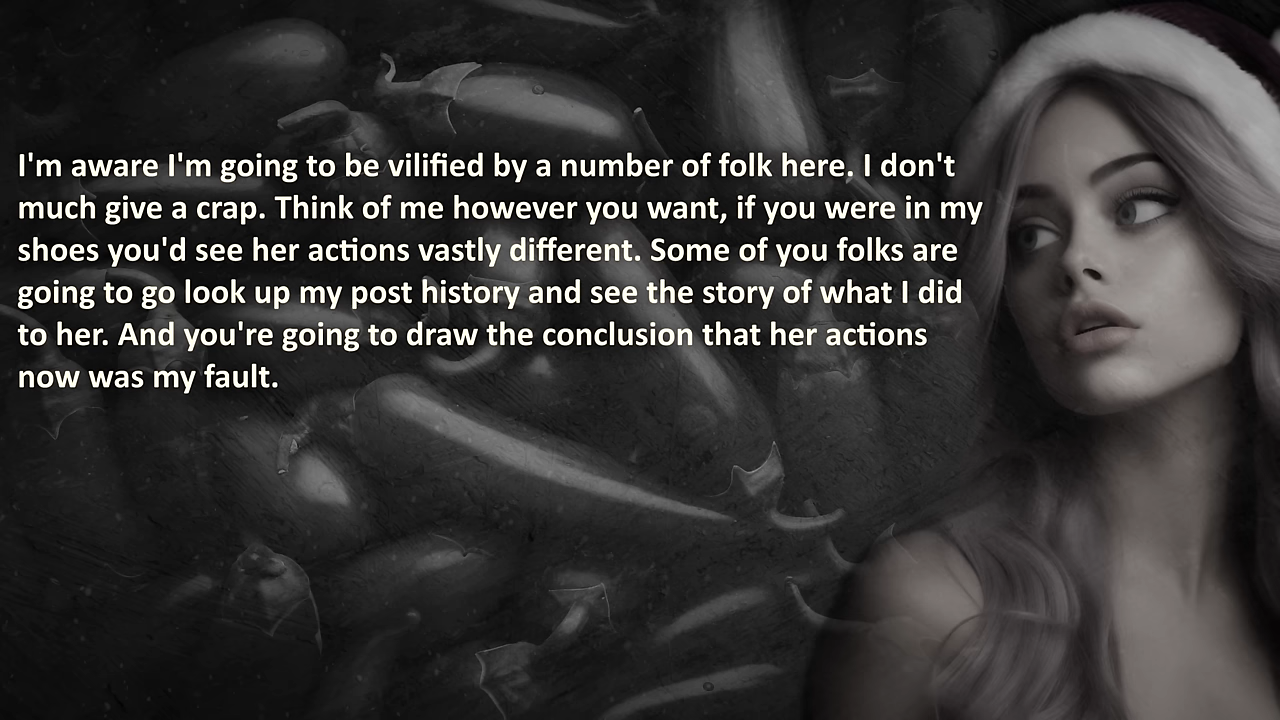 I'm aware I'm going to be vilified by a number of folk here. I don't
much give a crap. Think of me however you want, if you were in my
shoes you'd see her actions vastly different. Some of you folks are
going to go look up my post history and see the story of what I did
to her. And you're going to draw the conclusion that her actions
now was my fault.